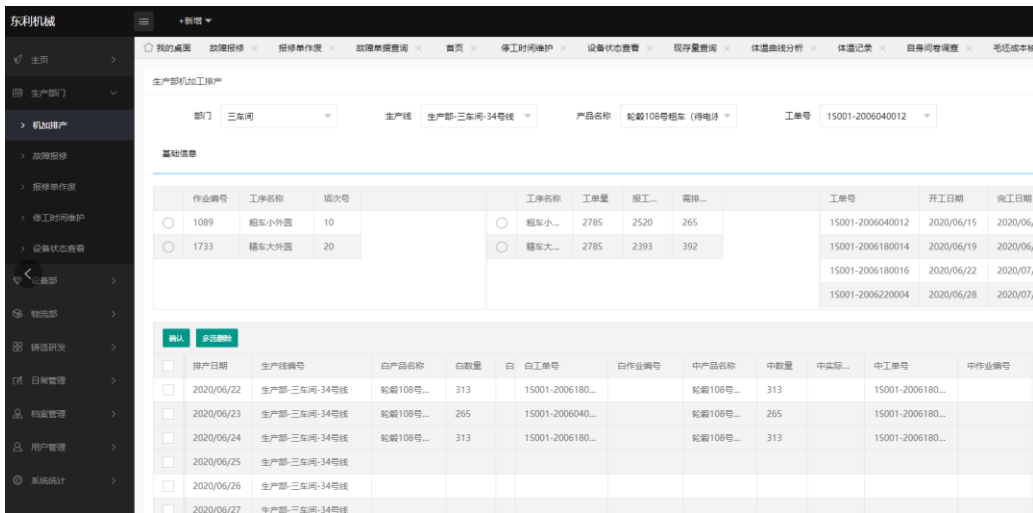 东利机械 +新增
我的桌面 故障报修 报修单作废 故障单据查询 首页 停工时间维护 设备状态查看 现存量查询 体温曲线分析 体温记录 自身问卷调查 毛坯成本核
主页
生产部门
机加排产
故障报修
报修单作废
停工时间维护
设备状态查看
设备部
物流部
铸造研发
日常管理
档案管理
用户管理
系统统计
生产部机加工排产
部门 三车间 生产线 生产部-三车间-34号线 产品名称 轮毂108号粗车（待电泳 工单号 1S001-2006040012
基础信息
作业编号 工序名称 项次号 工序名称 工单量 报工... 需排... 工单号 开工日期 完工日期
1089 粗车小外圆 10 粗车小... 2785 2520 265 1S001-2006040012 2020/06/15 2020/06/
1733 精车大外圆 20 精车大... 2785 2393 392 1S001-2006180014 2020/06/19 2020/06/
1S001-2006180016 2020/06/22 2020/07/
1S001-2006220004 2020/06/28 2020/07/
确认 多选删除
排产日期 生产线编号 白产品名称 白数量 白 白工单号 白作业编号 中产品名称 中数量 中实际... 中工单号 中作业编号
2020/06/22 生产部-三车间-34号线 轮毂108号... 313 1S001-2006180... 轮毂108号... 313 1S001-2006180...
2020/06/23 生产部-三车间-34号线 轮毂108号... 265 1S001-2006040... 轮毂108号... 265 1S001-2006180...
2020/06/24 生产部-三车间-34号线 轮毂108号... 313 1S001-2006180... 轮毂108号... 313 1S001-2006180...
2020/06/25 生产部-三车间-34号线
2020/06/26 生产部-三车间-34号线
2020/06/27 生产部-三车间-34号线